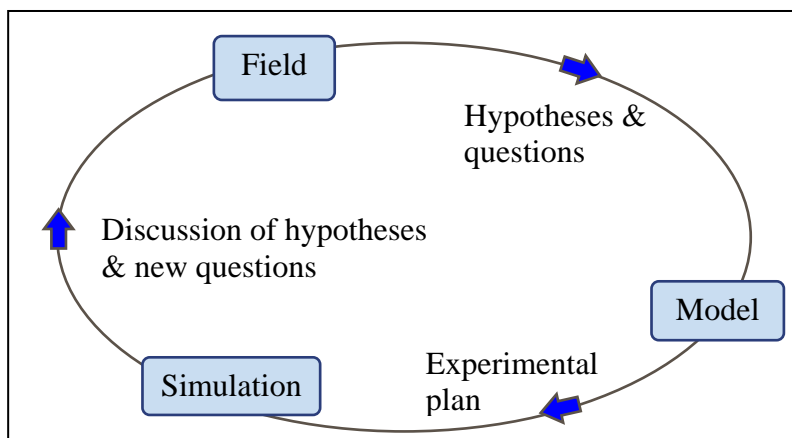 Field
Hypotheses &
questions
Discussion of hypotheses
& new questions
Model
Experimental
plan
Simulation